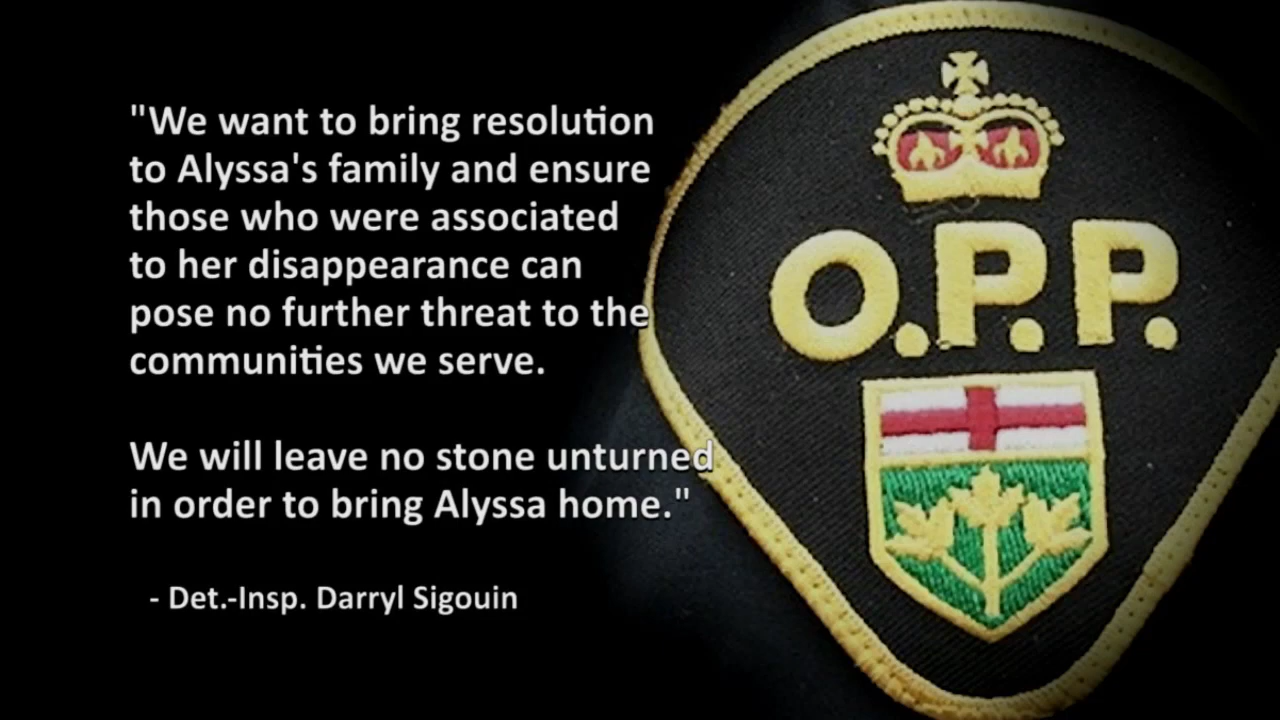 "We want to bring resolution
to Alyssa's family and ensure
those who were associated
to her disappearance can
pose no further threat to the
communities we serve.
We will leave no stone unturned
in order to bring Alyssa home."
- Det.-Insp. Darryl Sigouin
O.P.P.